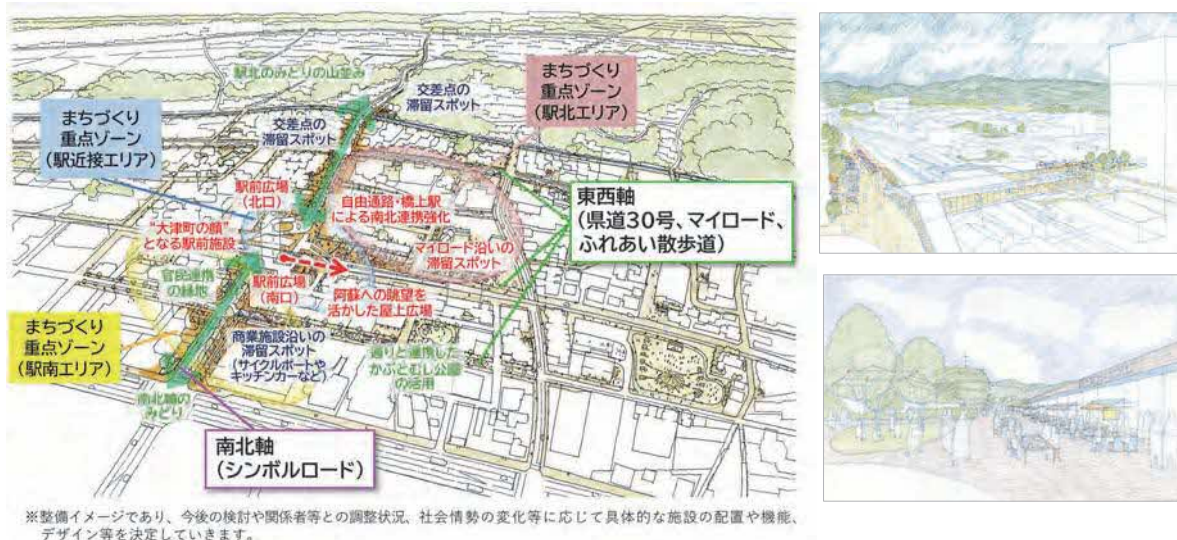 駅北のみどりの山並み
交差点の
滞留スポット
まちづくり
重点ゾーン
(駅北エリア)
まちづくり
重点ゾーン
(駅近接エリア)
交差点の
滞留スポット
駅前広場
(北口)
自由通路・橋上駅
による南北連携強化
東西軸
(県道30号、マイロード、
ふれあい散歩道)
“大津町の顔”
となる駅前施設
マイロード沿いの
滞留スポット
官民連携
の緑地
駅前広場
(南口)
阿蘇への眺望を
活かした屋上広場
まちづくり
重点ゾーン
(駅南エリア)
商業施設沿いの
滞留スポット
(サイクルポートや
キッチンカーなど)
通りと連携した
かぶとむし公園
の活用
南北軸の
みどり
南北軸
(シンボルロード)
※整備イメージであり、今後の検討や関係者等との調整状況、社会情勢の変化等に応じて具体的な施設の配置や機能、
デザイン等を決定していきます。